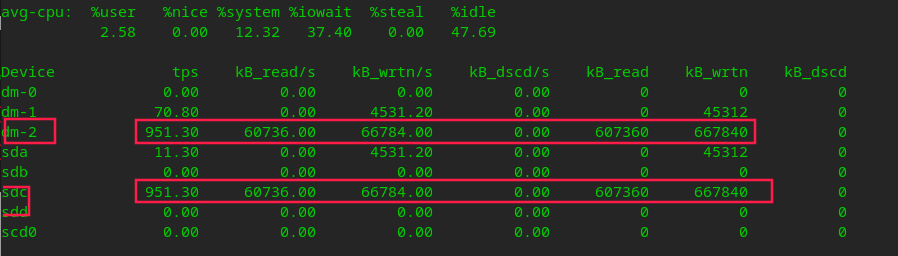 avg-cpu: %user %nice %system %iowait %steal %idle
2.58 0.00 12.32 37.40 0.00 47.69
Device tps kB_read/s kB_wrtn/s kB_dscd/s kB_read kB_wrtn kB_dscd
dm-0 0.00 0.00 0.00 0.00 0 0 0
dm-1 70.80 0.00 4531.20 0.00 0 45312 0
dm-2 951.30 60736.00 66784.00 0.00 607360 667840 0
sda 11.30 0.00 4531.20 0.00 0 45312 0
sdb 0.00 0.00 0.00 0.00 0 0 0
sdc 951.30 60736.00 66784.00 0.00 607360 667840 0
sdd 0.00 0.00 0.00 0.00 0 0 0
scd0 0.00 0.00 0.00 0.00 0 0 0